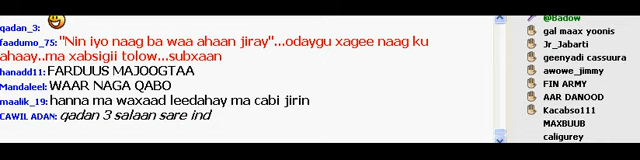 qadan_3:
faadumo_75: "Nin iyo naag ba waa ahaan jiray"...odaygu xagee naag ku
ahaay..ma xabsigii tolow...subxaan
hanadd11: FARDUUS MAJOOGTAA
Mandaleel: WAAR NAGA QABO
maalik_19: hanna ma waxaad leedahay ma cabi jirin
CAWIL ADAN: qadan 3 salaan sare ind
@Badow
gal maax yoonis
Jr_Jabarti
geenyadi cassuura
awowe_jimmy
FIN ARMY
AAR DANOOD
Kacabso111
MAXBUUB
caligurey